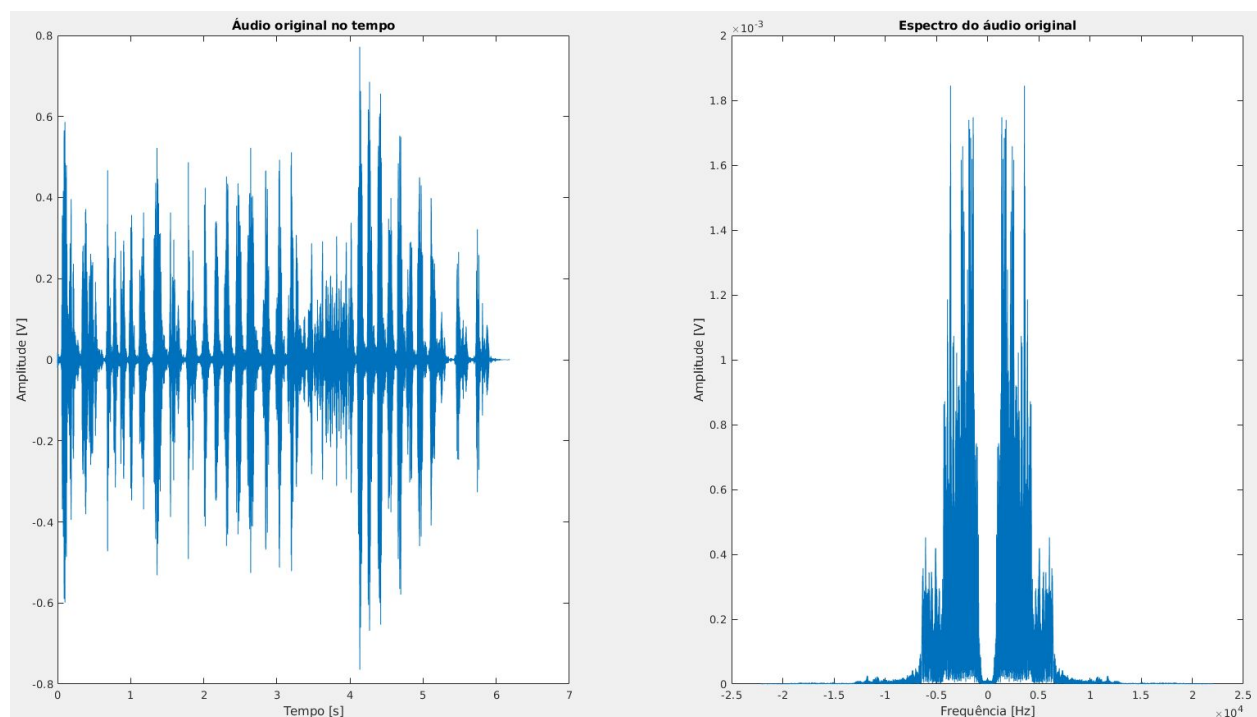 Áudio original no tempo
0.8
0.6
0.4
0.2
0
-0.2
-0.4
-0.6
-0.8
Amplitude [V]
0 1 2 3 4 5 6 7
Tempo [s]
Espectro do áudio original
×10⁻³
2
1.8
1.6
1.4
1.2
1
0.8
0.6
0.4
0.2
0
Amplitude [V]
-2.5 -2 -1.5 -1 -0.5 0 0.5 1 1.5 2 2.5
Frequência [Hz]
×10⁴